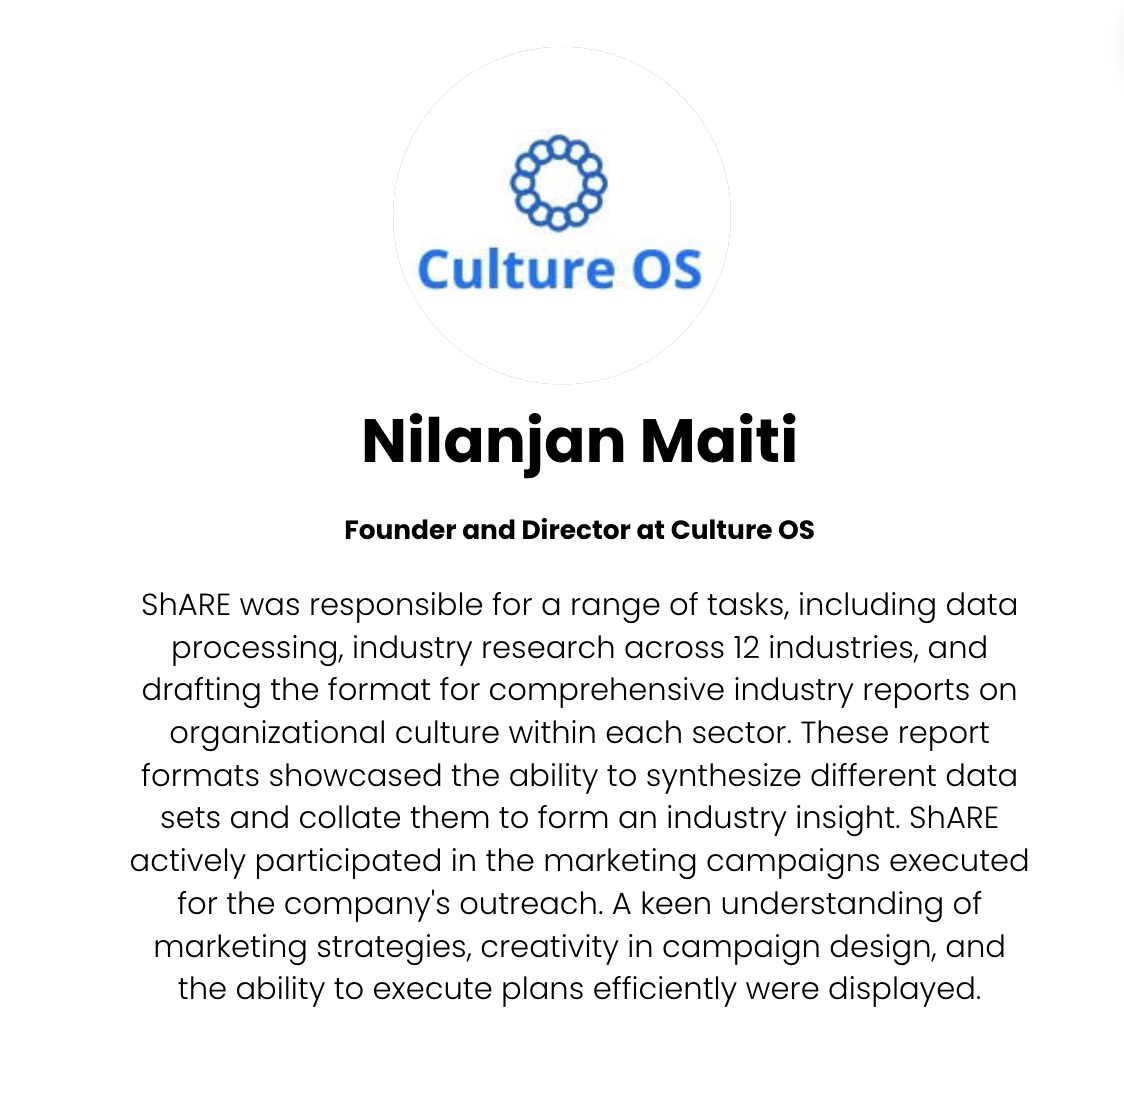 Culture OS
Nilanjan Maiti
Founder and Director at Culture OS
ShARE was responsible for a range of tasks, including data
processing, industry research across 12 industries, and
drafting the format for comprehensive industry reports on
organizational culture within each sector. These report
formats showcased the ability to synthesize different data
sets and collate them to form an industry insight. ShARE
actively participated in the marketing campaigns executed
for the company's outreach. A keen understanding of
marketing strategies, creativity in campaign design, and
the ability to execute plans efficiently were displayed.